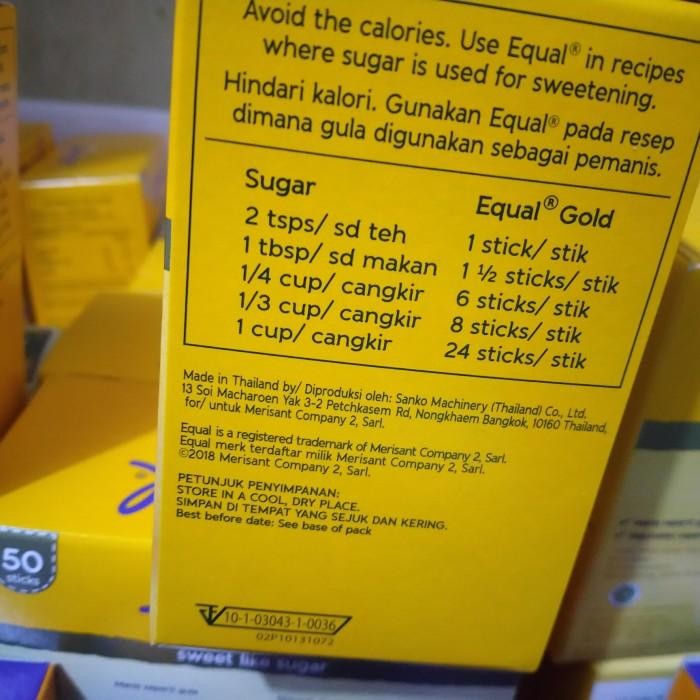 Avoid the calories. Use Equal® in recipes
where sugar is used for sweetening.
Hindari kalori. Gunakan Equal® pada resep
dimana gula digunakan sebagai pemanis.
Sugar Equal® Gold
2 tsps/ sd teh 1 stick/ stik
1 tbsp/ sd makan 1 ½ sticks/ stik
1/4 cup/ cangkir 6 sticks/ stik
1/3 cup/ cangkir 8 sticks/ stik
1 cup/ cangkir 24 sticks/ stik
Made in Thailand by/ Diproduksi oleh: Sanko Machinery (Thailand) Co., Ltd.
13 Soi Macharoen Yak 3-2 Petchkasem Rd, Nongkhaem Bangkok, 10160 Thailand,
for/ untuk Merisant Company 2, Sarl.
Equal is a registered trademark of Merisant Company 2, Sarl.
Equal merk terdaftar milik Merisant Company 2, Sarl.
©2018 Merisant Company 2, Sarl.
PETUNJUK PENYIMPANAN:
STORE IN A COOL, DRY PLACE.
SIMPAN DI TEMPAT YANG SEJUK DAN KERING.
Best before date: See base of pack
10-1-03043-1-0036
02P10131072
50
sticks
sweet like sugar